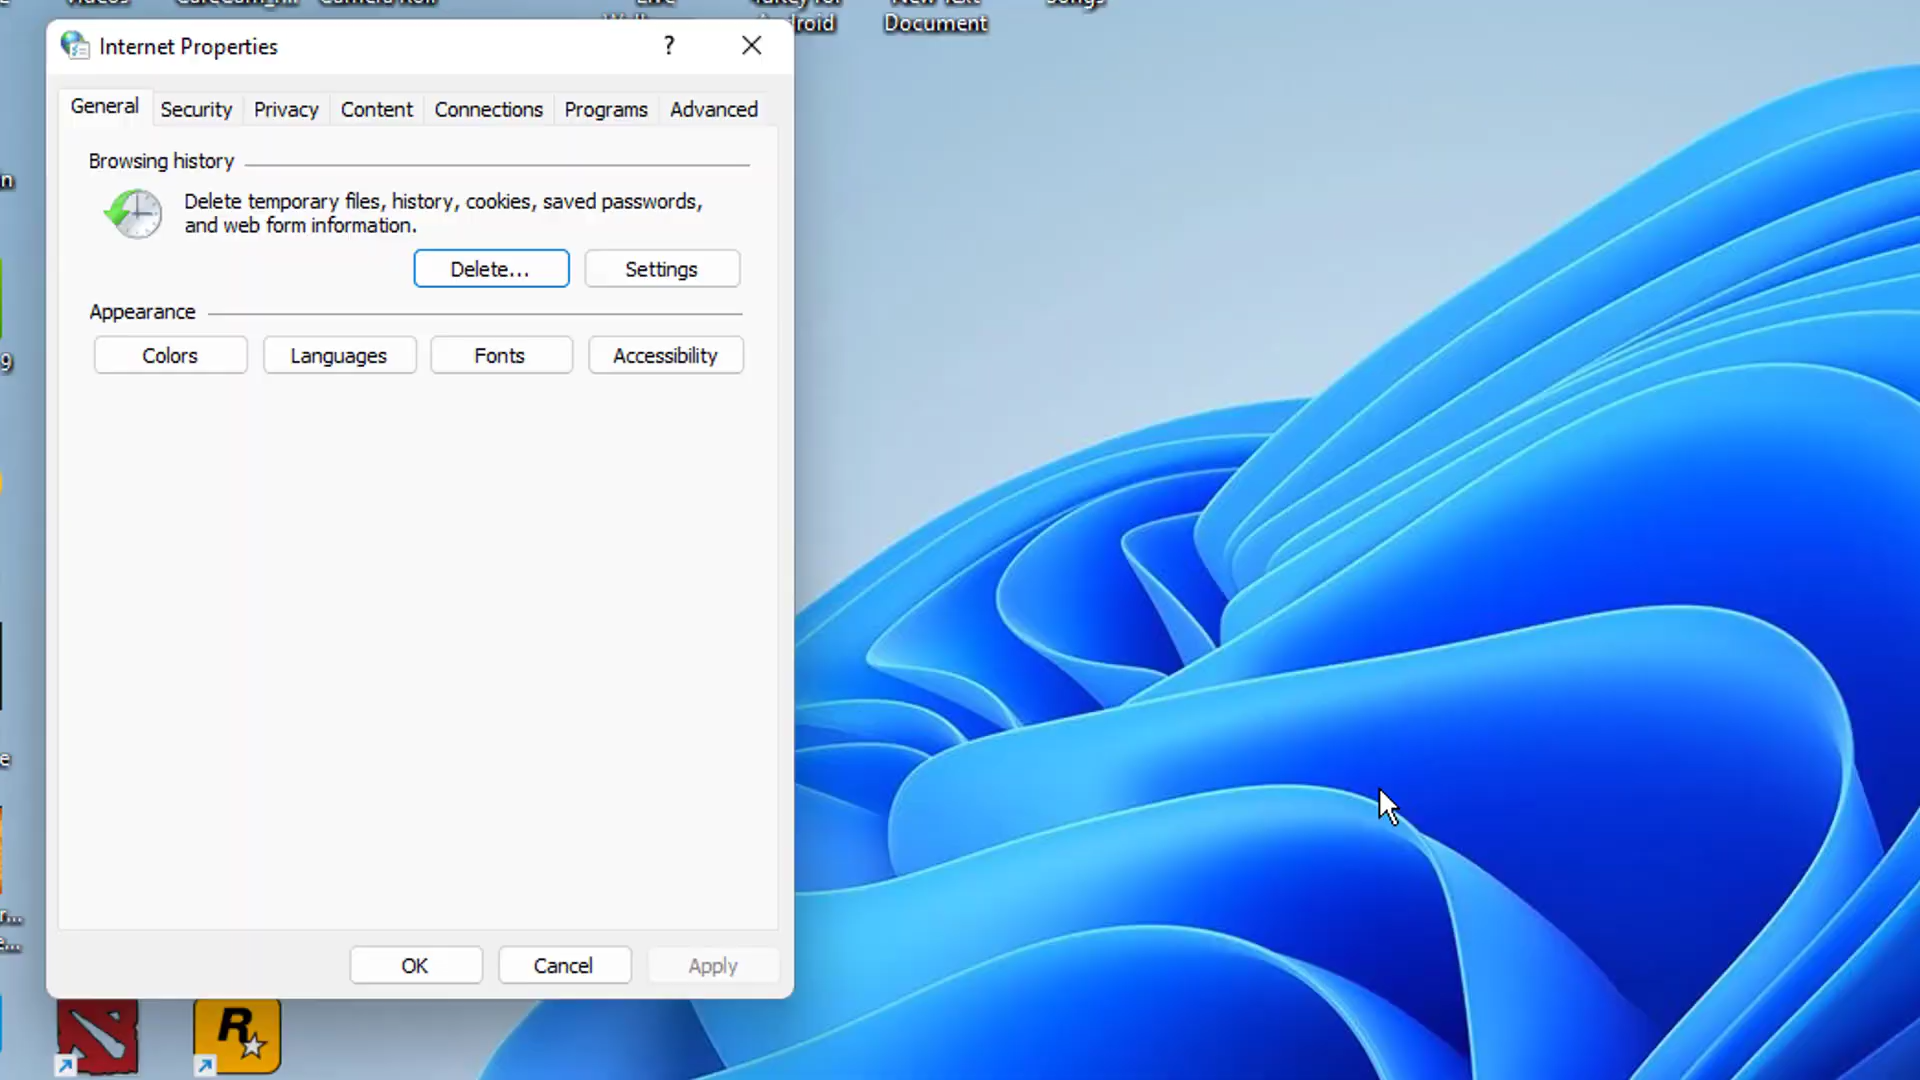 Document
Internet Properties
?
General
Security
Privacy
Content
Connections
Programs
Advanced
Browsing history
Delete temporary files, history, cookies, saved passwords,
and web form information.
Delete...
Settings
Appearance
Colors
Languages
Fonts
Accessibility
OK
Cancel
Apply
9
R